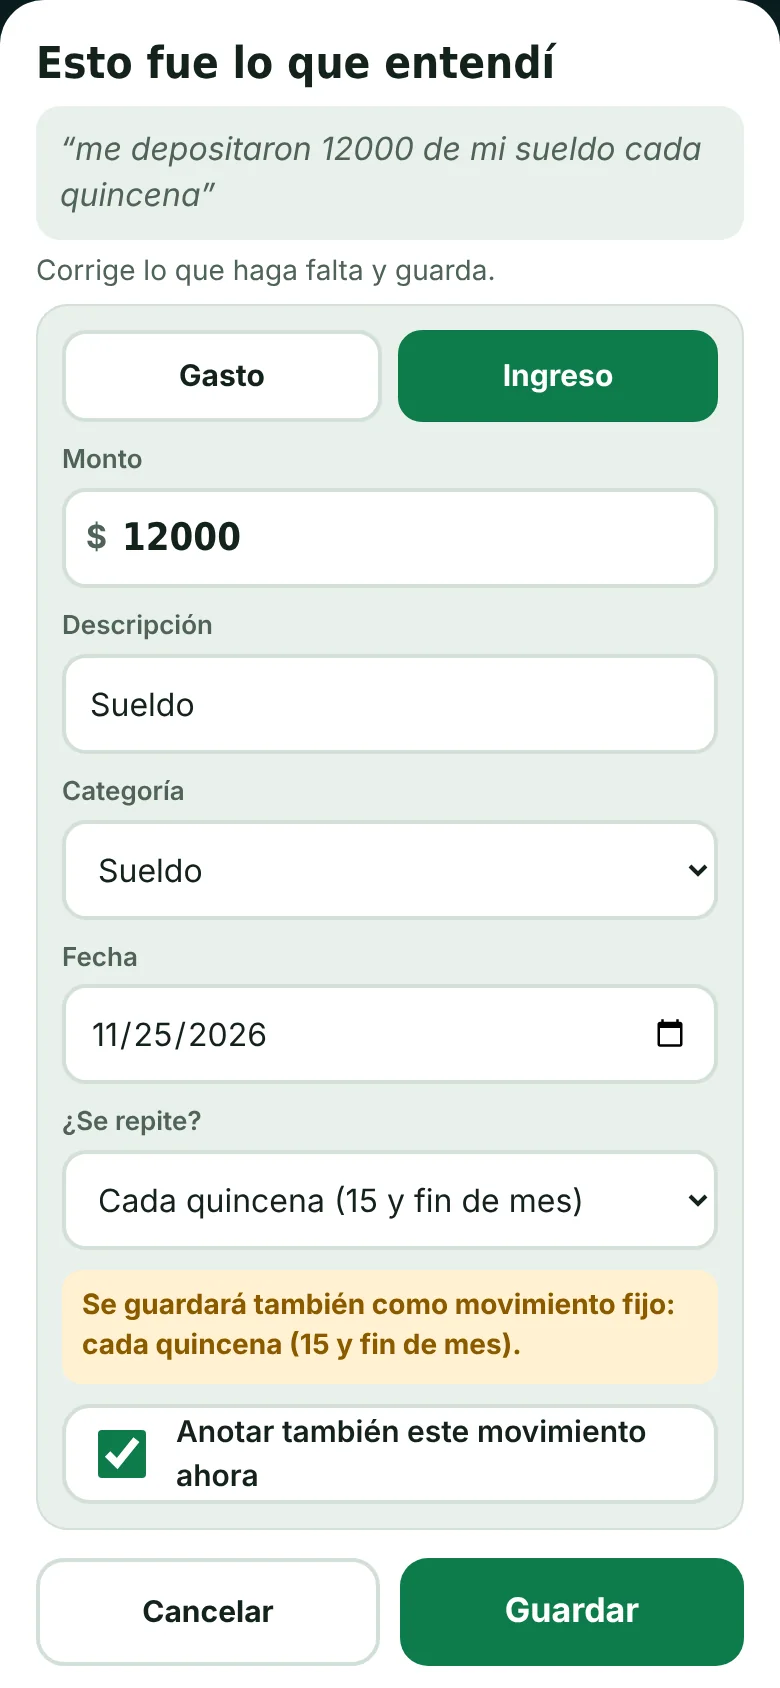 Esto fue lo que entendí
“me depositaron 12000 de mi sueldo cada
quincena”
Corrige lo que haga falta y guarda.
Gasto
Ingreso
Monto
$ 12000
Descripción
Sueldo
Categoría
Sueldo
Fecha
11/25/2026
¿Se repite?
Cada quincena (15 y fin de mes)
Se guardará también como movimiento fijo:
cada quincena (15 y fin de mes).
Anotar también este movimiento
ahora
Cancelar
Guardar